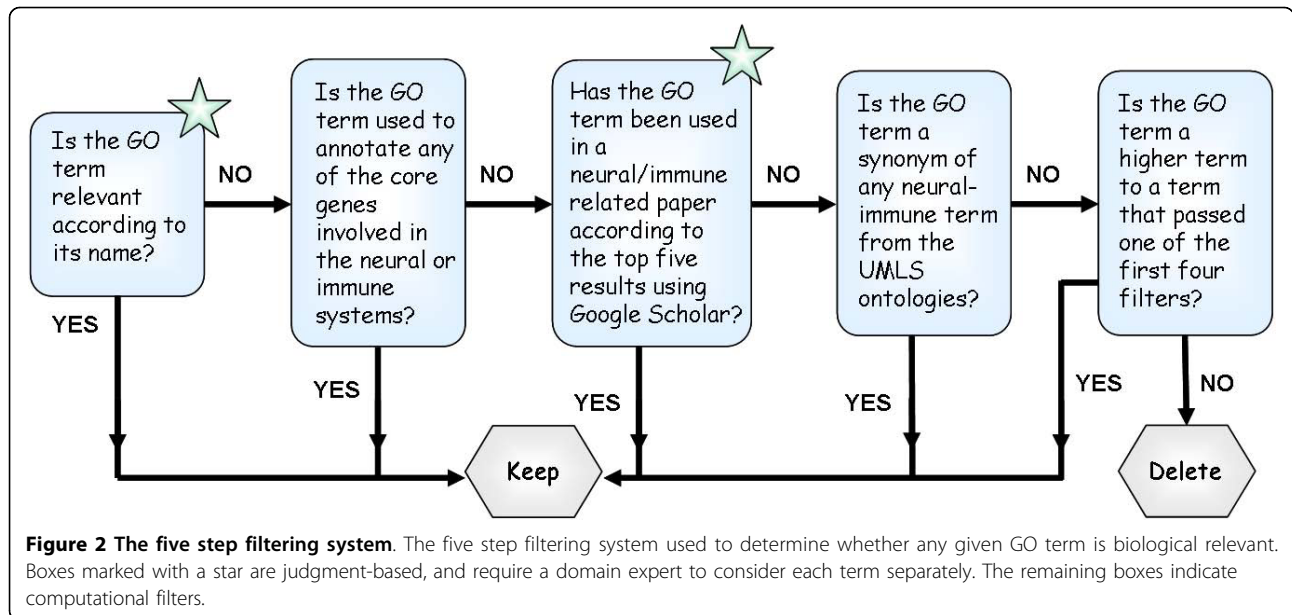 Is the GO
term
relevant
according to
its name?
NO
YES
Is the GO
term used to
annotate any
of the core
genes
involved in
the neural or
immune
systems?
NO
YES
Has the GO
term been used
in a
neural/immune
related paper
according to
the top five
results using
Google Scholar?
NO
YES
Is the GO
term a
synonym of
any neural-
immune term
from the
UMLS
ontologies?
NO
YES
Is the GO
term a
higher term
to a term
that passed
one of the
first four
filters?
YES
NO
Keep
Delete
Figure 2 The five step filtering system. The five step filtering system used to determine whether any given GO term is biological relevant.
Boxes marked with a star are judgment-based, and require a domain expert to consider each term separately. The remaining boxes indicate
computational filters.